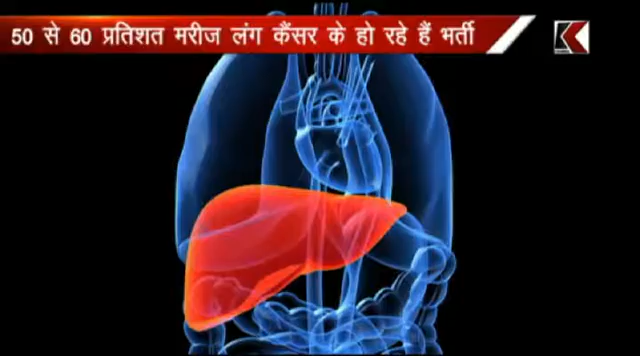 50 से 60 प्रतिशत मरीज लंग कैंसर के हो रहे हैं भर्ती